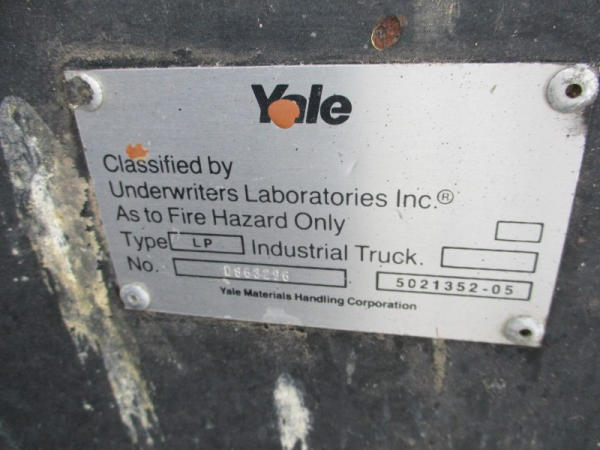 Yale
Classified by
Underwriters Laboratories Inc.®
As to Fire Hazard Only
Type LP Industrial Truck.
No. 5021352-05
Yale Materials Handling Corporation